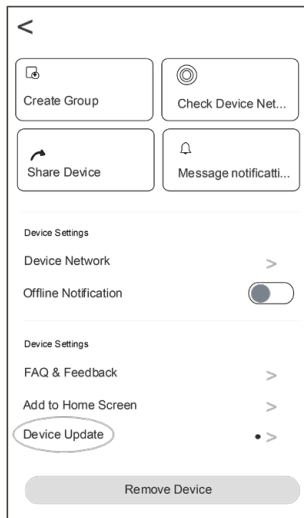 <
Create Group
Check Device Net...
Share Device
Message notificatti...
Device Settings
Device Network >
Offline Notification
Device Settings
FAQ & Feedback >
Add to Home Screen >
Device Update • >
Remove Device